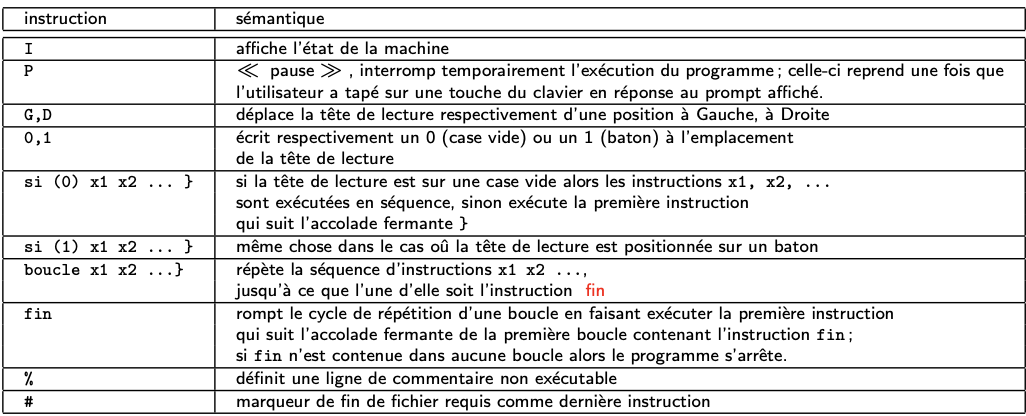 instruction sémantique
I affiche l'état de la machine
P ≪ pause ≫ , interromp temporairement l'exécution du programme ; celle-ci reprend une fois que
l'utilisateur a tapé sur une touche du clavier en réponse au prompt affiché.
G,D déplace la tête de lecture respectivement d'une position à Gauche, à Droite
0,1 écrit respectivement un 0 (case vide) ou un 1 (baton) à l'emplacement
de la tête de lecture
si (0) x1 x2 ... } si la tête de lecture est sur une case vide alors les instructions x1, x2, ...
sont exécutées en séquence, sinon exécute la première instruction
qui suit l'accolade fermante }
si (1) x1 x2 ... } même chose dans le cas oû la tête de lecture est positionnée sur un baton
boucle x1 x2 ...} répète la séquence d'instructions x1 x2 ...,
jusqu'à ce que l'une d'elle soit l'instruction fin
fin rompt le cycle de répétition d'une boucle en faisant exécuter la première instruction
qui suit l'accolade fermante de la première boucle contenant l'instruction fin ;
si fin n'est contenue dans aucune boucle alors le programme s'arrête.
% définit une ligne de commentaire non exécutable
# marqueur de fin de fichier requis comme dernière instruction